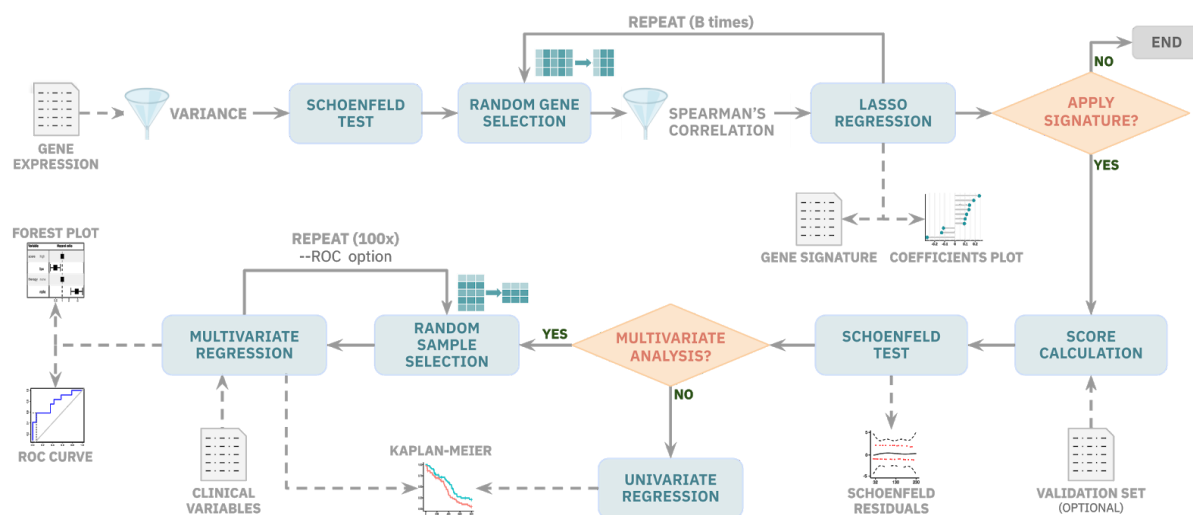 REPEAT (B times)
END
NO
GENE
EXPRESSION
VARIANCE
SCHOENFELD
TEST
RANDOM GENE
SELECTION
SPEARMAN'S
CORRELATION
LASSO
REGRESSION
APPLY
SIGNATURE?
YES
GENE SIGNATURE
COEFFICIENTS PLOT
FOREST PLOT
REPEAT (100x)
--ROC option
MULTIVARIATE
REGRESSION
RANDOM
SAMPLE
SELECTION
YES
MULTIVARIATE
ANALYSIS?
SCHOENFELD
TEST
SCORE
CALCULATION
NO
ROC CURVE
CLINICAL
VARIABLES
KAPLAN-MEIER
UNIVARIATE
REGRESSION
SCHOENFELD
RESIDUALS
VALIDATION SET
(OPTIONAL)